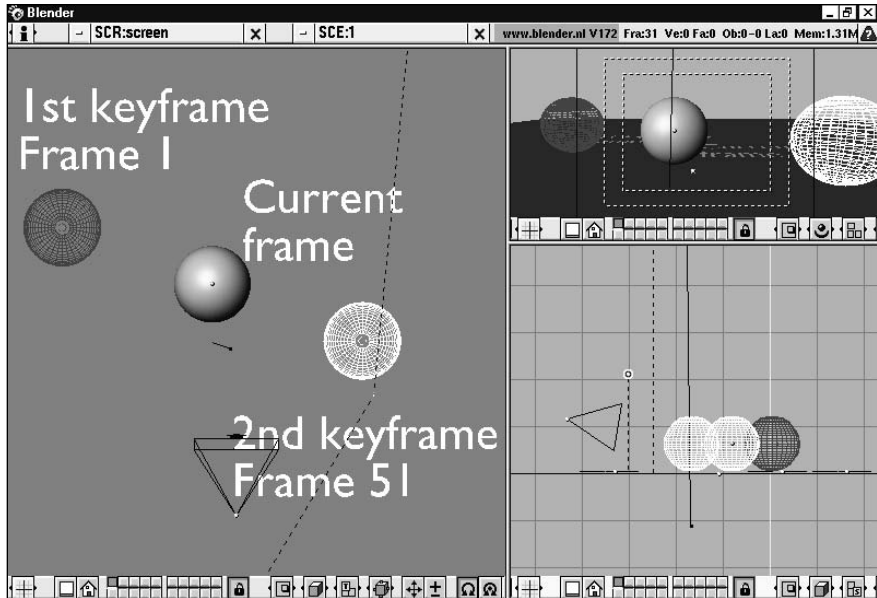 Blender
SCR:screen
SCE:1
www.blender.nl V172 Fra:31 Ve:0 Fa:0 Ob:0-0 La:0 Mem:1.31M
1st keyframe
Frame 1
Current
frame
2nd keyframe
Frame 51